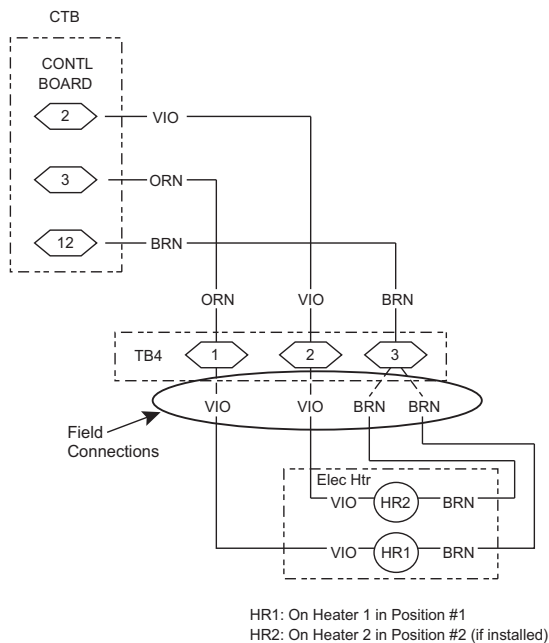 CTB
CONTL
BOARD
2
VIO
3
ORN
12
BRN
ORN
VIO
BRN
TB4
1
2
3
VIO
VIO
BRN
BRN
Field
Connections
Elec Htr
VIO
HR2
BRN
VIO
HR1
BRN
HR1: On Heater 1 in Position #1
HR2: On Heater 2 in Position #2 (if installed)